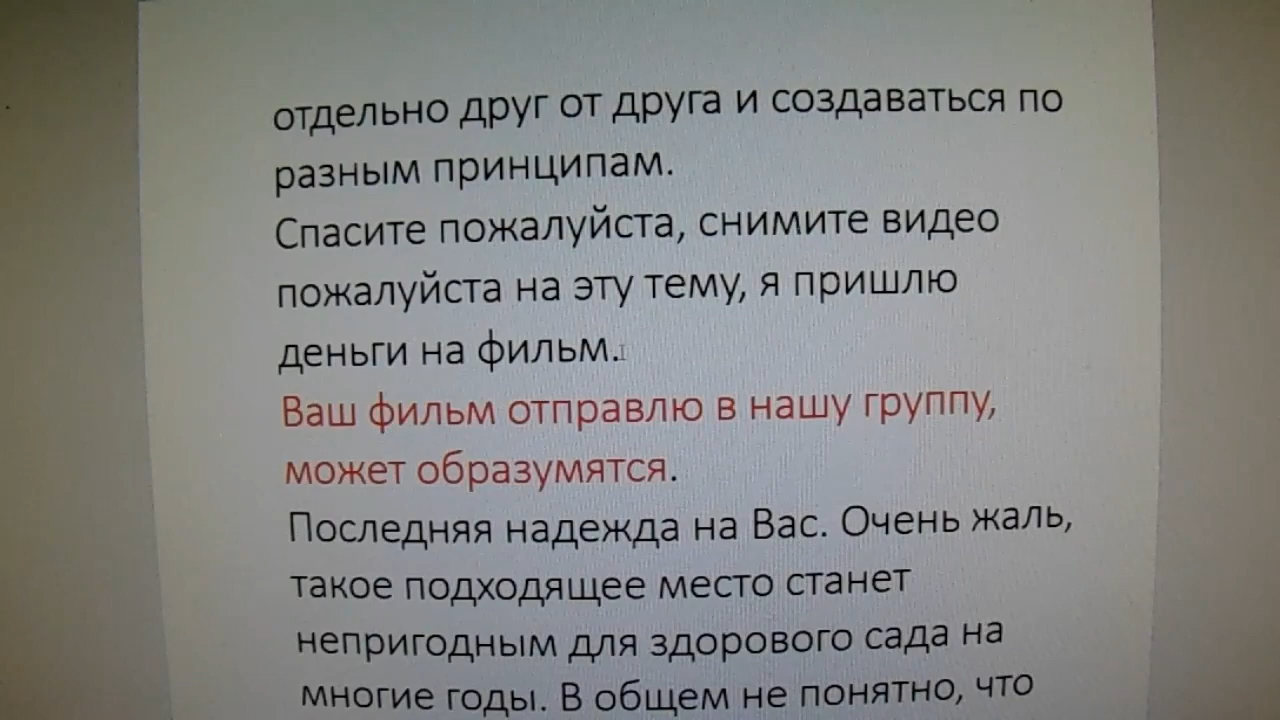 отдельно друг от друга и создаваться по
разным принципам.
Спасите пожалуйста, снимите видео
пожалуйста на эту тему, я пришлю
деньги на фильм.
Ваш фильм отправлю в нашу группу,
может образумятся.
Последняя надежда на Вас. Очень жаль,
такое подходящее место станет
непригодным для здорового сада на
многие годы. В общем не понятно, что